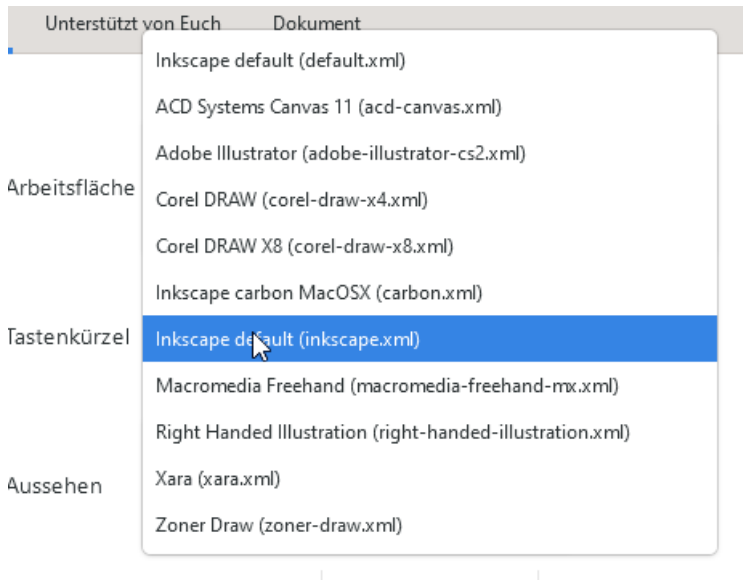 Unterstützt von Euch
Dokument
Inkscape default (default.xml)
ACD Systems Canvas 11 (acd-canvas.xml)
Adobe Illustrator (adobe-illustrator-cs2.xml)
Arbeitsfläche
Corel DRAW (corel-draw-x4.xml)
Corel DRAW X8 (corel-draw-x8.xml)
Inkscape carbon MacOSX (carbon.xml)
Tastenkürzel
Inkscape default (inkscape.xml)
Macromedia Freehand (macromedia-freehand-mx.xml)
Right Handed Illustration (right-handed-illustration.xml)
Aussehen
Xara (xara.xml)
Zoner Draw (zoner-draw.xml)